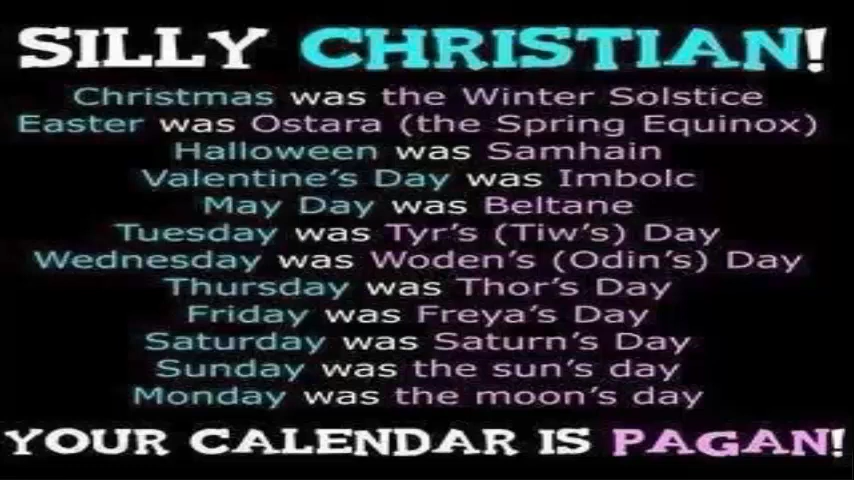 SILLY CHRISTIAN!
Christmas was the Winter Solstice
Easter was Ostara (the Spring Equinox)
Halloween was Samhain
Valentine's Day was Imbolc
May Day was Beltane
Tuesday was Tyr's (Tiw's) Day
Wednesday was Woden's (Odin's) Day
Thursday was Thor's Day
Friday was Freya's Day
Saturday was Saturn's Day
Sunday was the sun's day
Monday was the moon's day
YOUR CALENDAR IS PAGAN!